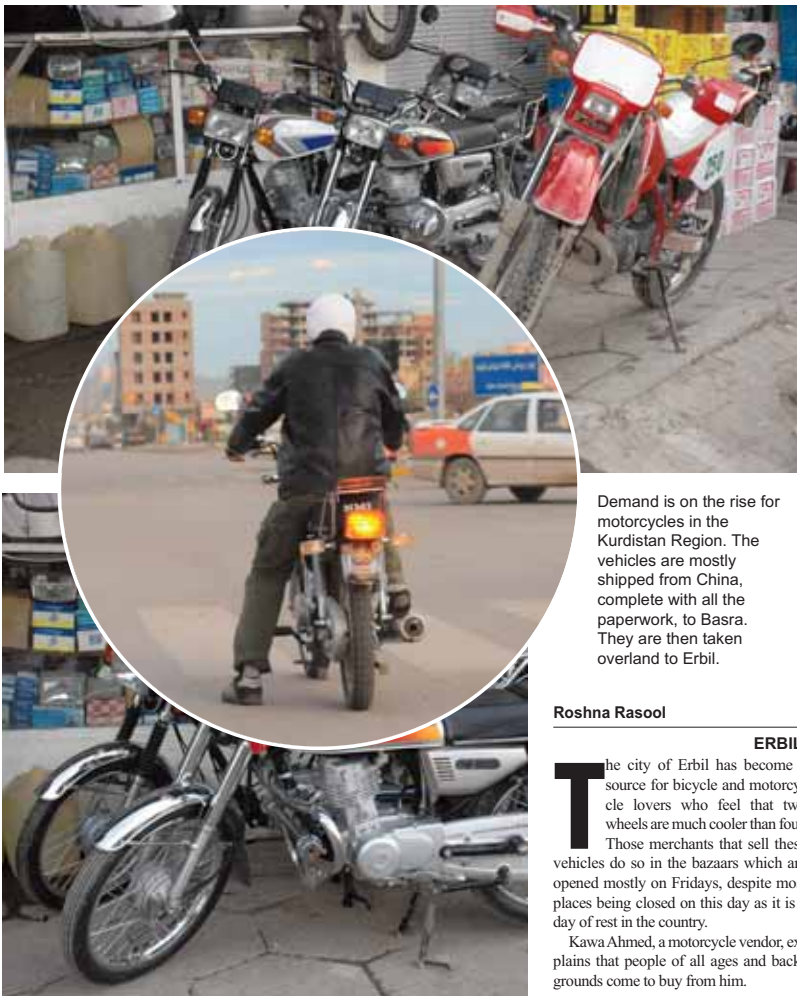 250
Demand is on the rise for
motorcycles in the
Kurdistan Region. The
vehicles are mostly
shipped from China,
complete with all the
paperwork, to Basra.
They are then taken
overland to Erbil.
Roshna Rasool
ERBIL
The city of Erbil has become
source for bicycle and motorcy
cle lovers who feel that tw
wheels are much cooler than fou
Those merchants that sell thes
vehicles do so in the bazaars which ar
opened mostly on Fridays, despite mo
places being closed on this day as it is
day of rest in the country.
Kawa Ahmed, a motorcycle vendor, ex
plains that people of all ages and back
grounds come to buy from him.